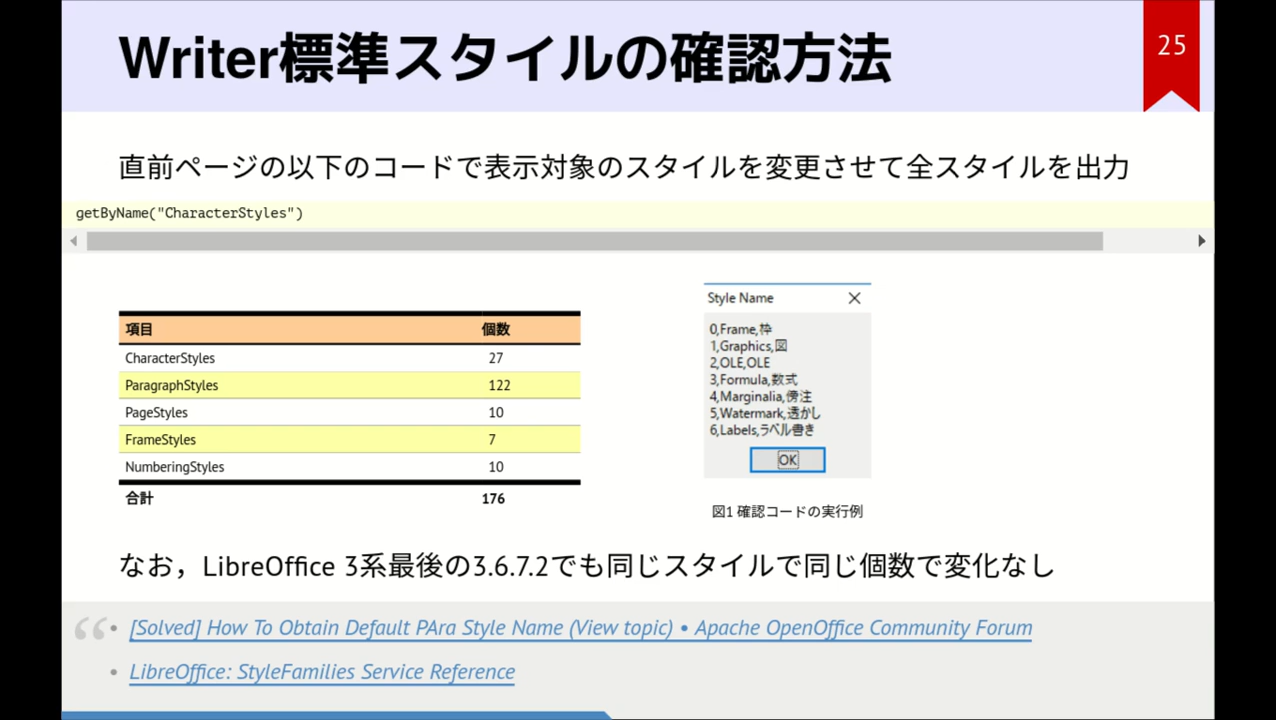 Writer標準スタイルの確認方法
25
直前ページの以下のコードで表示対象のスタイルを変更させて全スタイルを出力
getByName("CharacterStyles")
項目 個数
CharacterStyles 27
ParagraphStyles 122
PageStyles 10
FrameStyles 7
NumberingStyles 10
合計 176
Style Name
0,Frame,枠
1,Graphics,図
2,OLE,OLE
3,Formula,数式
4,Marginalia,傍注
5,Watermark,透かし
6,Labels,ラベル書き
OK
図1 確認コードの実行例
なお，LibreOffice 3系最後の3.6.7.2でも同じスタイルで同じ個数で変化なし
“• [Solved] How To Obtain Default PAra Style Name (View topic) • Apache OpenOffice Community Forum
• LibreOffice: StyleFamilies Service Reference